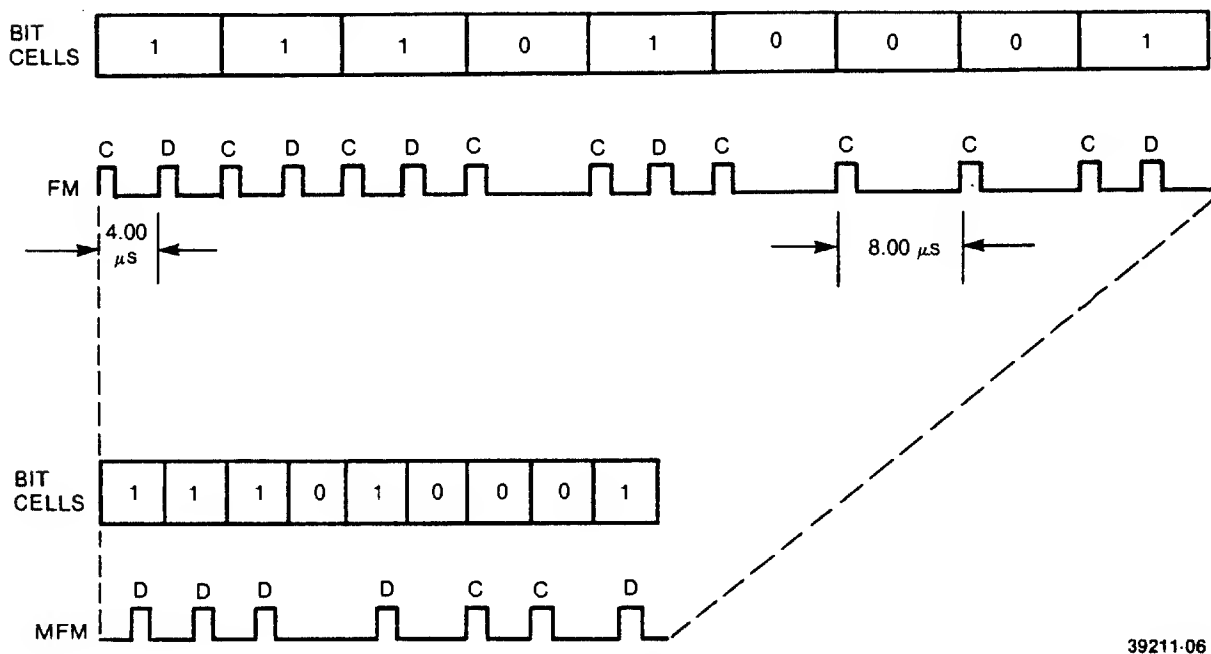 BIT CELLS
1 1 1 0 1 0 0 0 1
C D C D C D C C D C C C C D
FM
4.00 μs
8.00 μs
BIT CELLS
1 1 1 0 1 0 0 0 1
D D D D C C D
MFM
39211-06